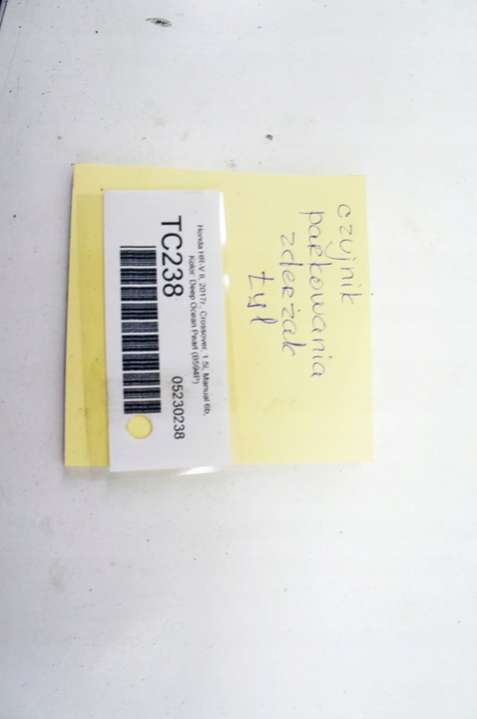 czujnik
parkowania
zderzak
tył
Honda HR-V II, 2017r., Crossover, 1.5i, Manual 6b,
Kolor: Deep Ocean Pearl (B594P)
TC238 05230238